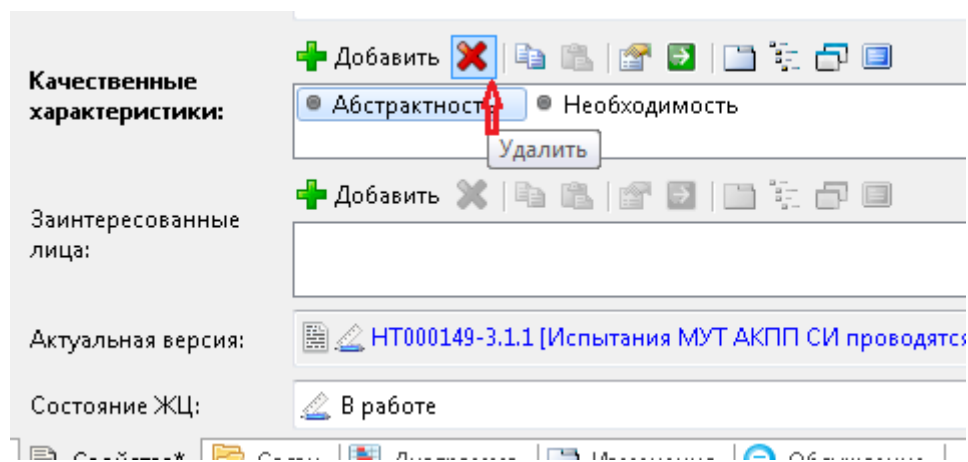 Добавить
Качественные
характеристики:
Абстрактность Необходимость
Удалить
Добавить
Заинтересованные
лица:
Актуальная версия:
НТ000149-3.1.1 [Испытания МУТ АКПП СИ проводятся
Состояние ЖЦ:
В работе